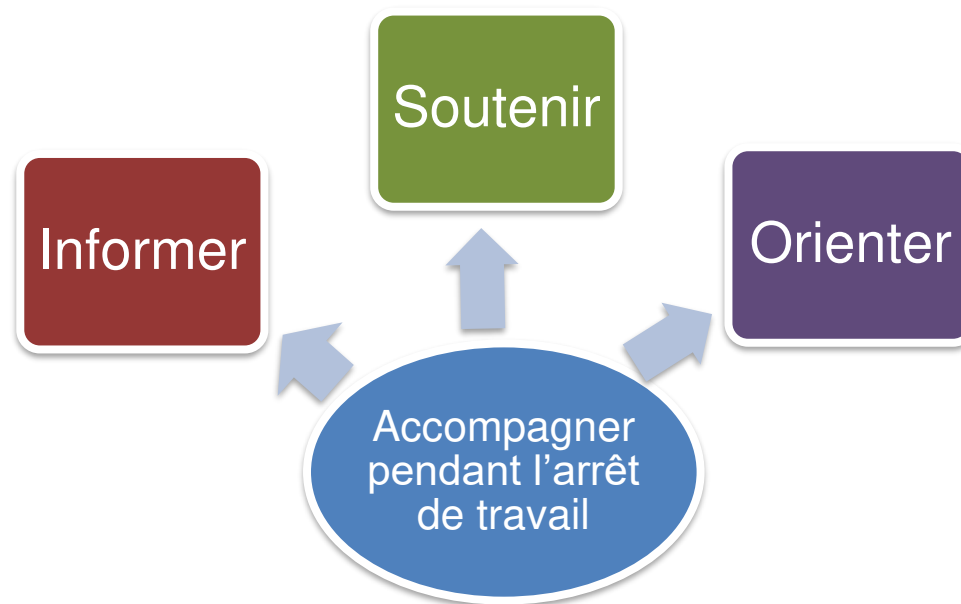 Soutenir
Informer
Orienter
Accompagner
pendant l’arrêt
de travail